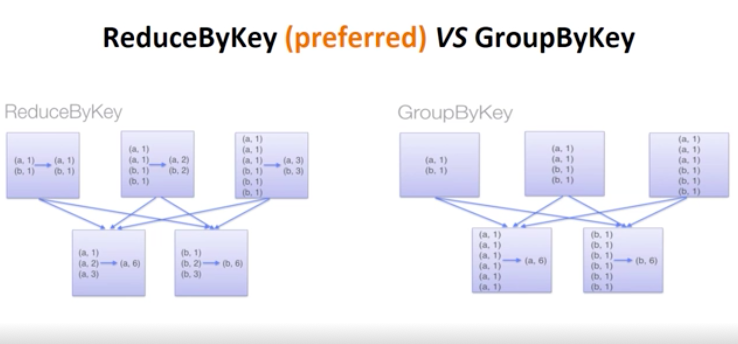 ReduceByKey (preferred) VS GroupByKey
ReduceByKey
(a, 1) (a, 1)
(b, 1) (b, 1)
(a, 1)
(a, 1) (a, 2)
(b, 1) (b, 2)
(b, 1)
(a, 1)
(a, 1)
(a, 1) (a, 3)
(b, 1) (b, 3)
(b, 1)
(b, 1)
(a, 1)
(a, 2) (a, 6)
(a, 3)
(b, 1)
(b, 2) (b, 6)
(b, 3)
GroupByKey
(a, 1)
(b, 1)
(a, 1)
(a, 1)
(b, 1)
(b, 1)
(a, 1)
(a, 1)
(a, 1)
(b, 1)
(b, 1)
(b, 1)
(a, 1)
(a, 1)
(a, 1) (a, 6)
(a, 1)
(a, 1)
(a, 1)
(b, 1)
(b, 1)
(b, 1) (b, 6)
(b, 1)
(b, 1)
(b, 1)